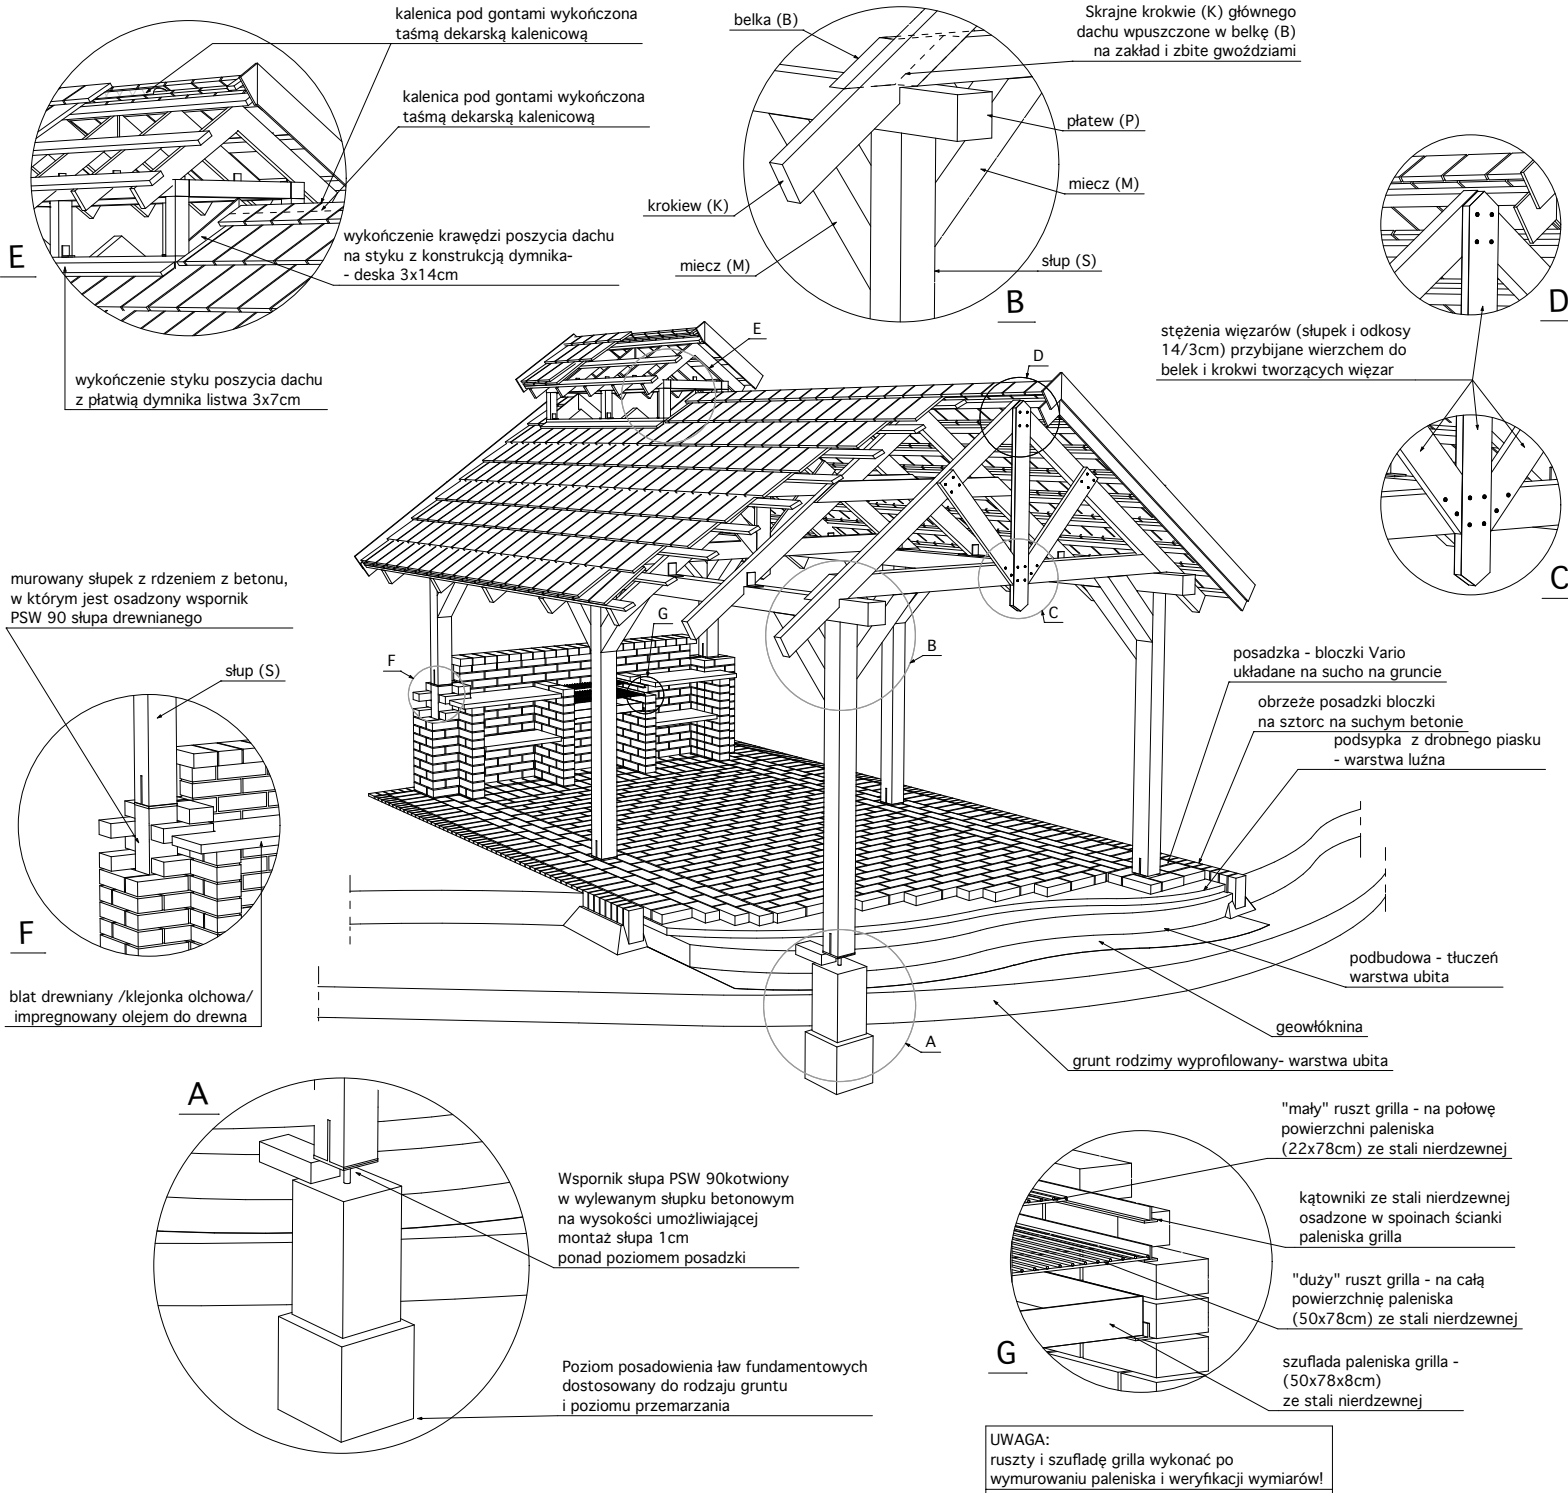 kalenica pod gontami wykończona
taśmą dekarską kalenicową
kalenica pod gontami wykończona
taśmą dekarską kalenicową
wykończenie krawędzi poszycia dachu
na styku z konstrukcją dymnika-
- deska 3x14cm
E
wykończenie styku poszycia dachu
z płatwią dymnika listwa 3x7cm
belka (B)
Skrajne krokwie (K) głównego
dachu wpuszczone w belkę (B)
na zakład i zbite gwoździami
płatew (P)
miecz (M)
krokiew (K)
miecz (M)
słup (S)
B
D
stężenia więzarów (słupek i odkosy
14/3cm) przybijane wierzchem do
belek i krokwi tworzących więzar
C
E
D
C
B
G
F
A
murowany słupek z rdzeniem z betonu,
w którym jest osadzony wspornik
PSW 90 słupa drewnianego
słup (S)
F
blat drewniany /klejonka olchowa/
impregnowany olejem do drewna
posadzka - bloczki Vario
układane na sucho na gruncie
obrzeże posadzki bloczki
na sztorc na suchym betonie
podsypka z drobnego piasku
- warstwa luźna
podbudowa - tłuczeń
warstwa ubita
geowłóknina
grunt rodzimy wyprofilowany- warstwa ubita
A
Wspornik słupa PSW 90kotwiony
w wylewanym słupku betonowym
na wysokości umożliwiającej
montaż słupa 1cm
ponad poziomem posadzki
Poziom posadowienia ław fundamentowych
dostosowany do rodzaju gruntu
i poziomu przemarzania
"mały" ruszt grilla - na połowę
powierzchni paleniska
(22x78cm) ze stali nierdzewnej
kątowniki ze stali nierdzewnej
osadzone w spoinach ścianki
paleniska grilla
"duży" ruszt grilla - na całą
powierzchnię paleniska
(50x78cm) ze stali nierdzewnej
szuflada paleniska grilla -
(50x78x8cm)
ze stali nierdzewnej
G
UWAGA:
ruszty i szufladę grilla wykonać po
wymurowaniu paleniska i weryfikacji wymiarów!